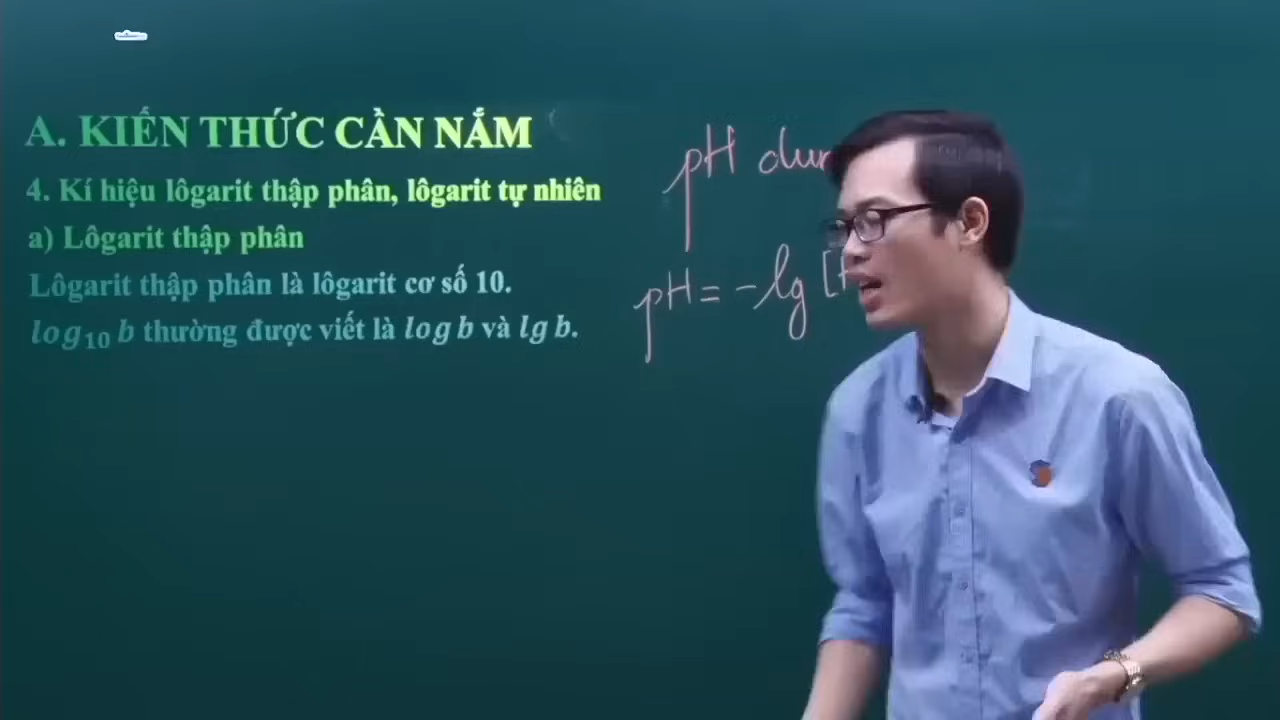 A. KIẾN THỨC CẦN NẮM
4. Kí hiệu lôgarit thập phân, lôgarit tự nhiên
a) Lôgarit thập phân
Lôgarit thập phân là lôgarit cơ số 10.
log₁₀ b thường được viết là log b và lg b.
pH
pH = -lg [